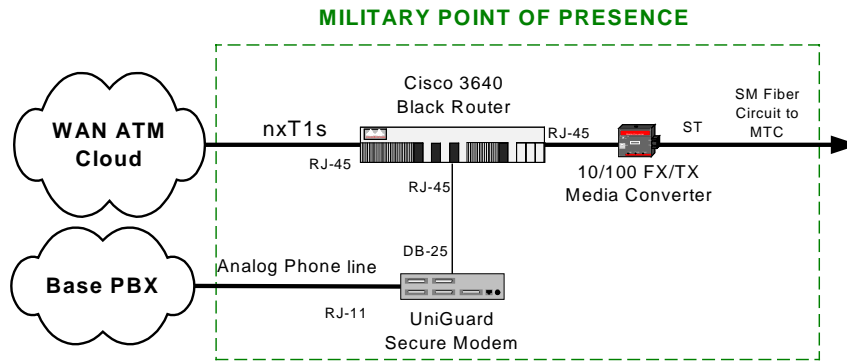 MILITARY POINT OF PRESENCE
Cisco 3640
Black Router
SM Fiber
Circuit to
MTC
WAN ATM
Cloud
nxT1s
RJ-45
RJ-45
ST
RJ-45
RJ-45
10/100 FX/TX
Media Converter
DB-25
Base PBX
Analog Phone line
RJ-11
UniGuard
Secure Modem